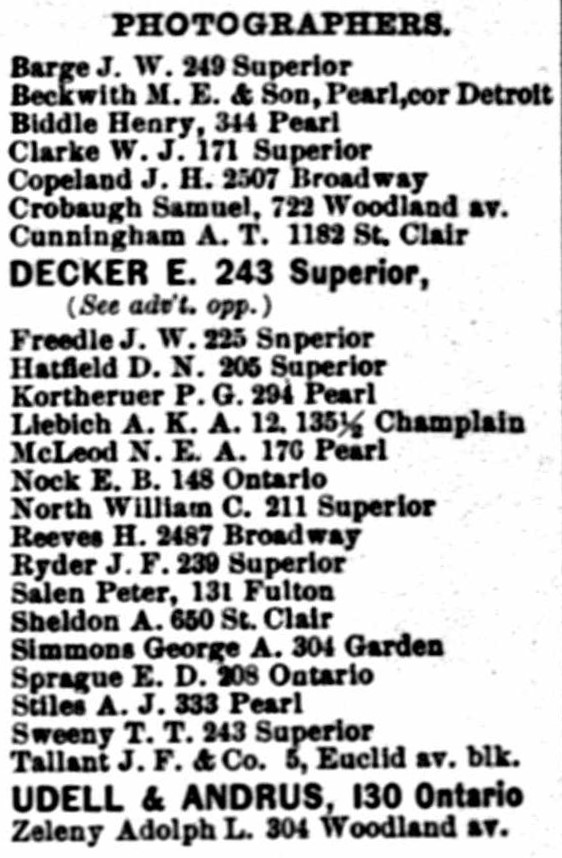 PHOTOGRAPHERS.
Barge J. W. 249 Superior
Beckwith M. E. & Son, Pearl, cor Detroit
Biddle Henry, 344 Pearl
Clarke W. J. 171 Superior
Copeland J. H. 2507 Broadway
Crobaugh Samuel, 722 Woodland av.
Cunningham A. T. 1182 St. Clair
DECKER E. 243 Superior,
(See adv't. opp.)
Freedle J. W. 225 Snperior
Hatfield D. N. 205 Superior
Kortheruer P. G. 294 Pearl
Liebich A. K. A. 12, 135½ Champlain
McLeod N. E. A. 176 Pearl
Nock E. B. 148 Ontario
North William C. 211 Superior
Reeves H. 2487 Broadway
Ryder J. F. 239 Superior
Salen Peter, 131 Fulton
Sheldon A. 650 St. Clair
Simmons George A. 304 Garden
Sprague E. D. 208 Ontario
Stiles A. J. 333 Pearl
Sweeny T. T. 243 Superior
Tallant J. F. & Co. 5, Euclid av. blk.
UDELL & ANDRUS, 130 Ontario
Zeleny Adolph L. 304 Woodland av.